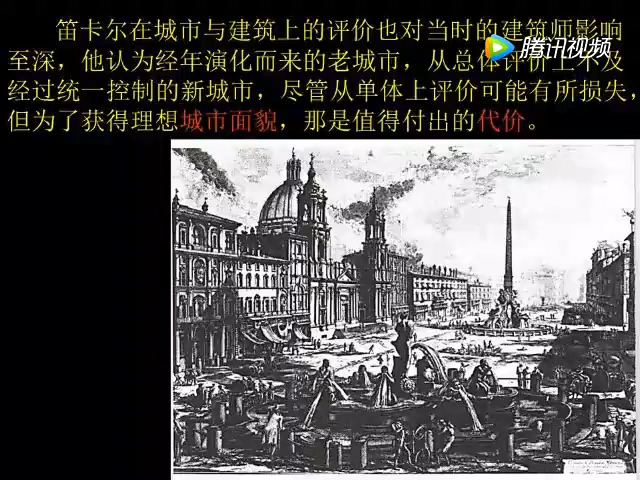 笛卡尔在城市与建筑上的评价也对当时的建筑师影响
至深，他认为经年演化而来的老城市，从总体评价上不及
经过统一控制的新城市，尽管从单体上评价可能有所损失，
但为了获得理想城市面貌，那是值得付出的代价。
腾讯视频